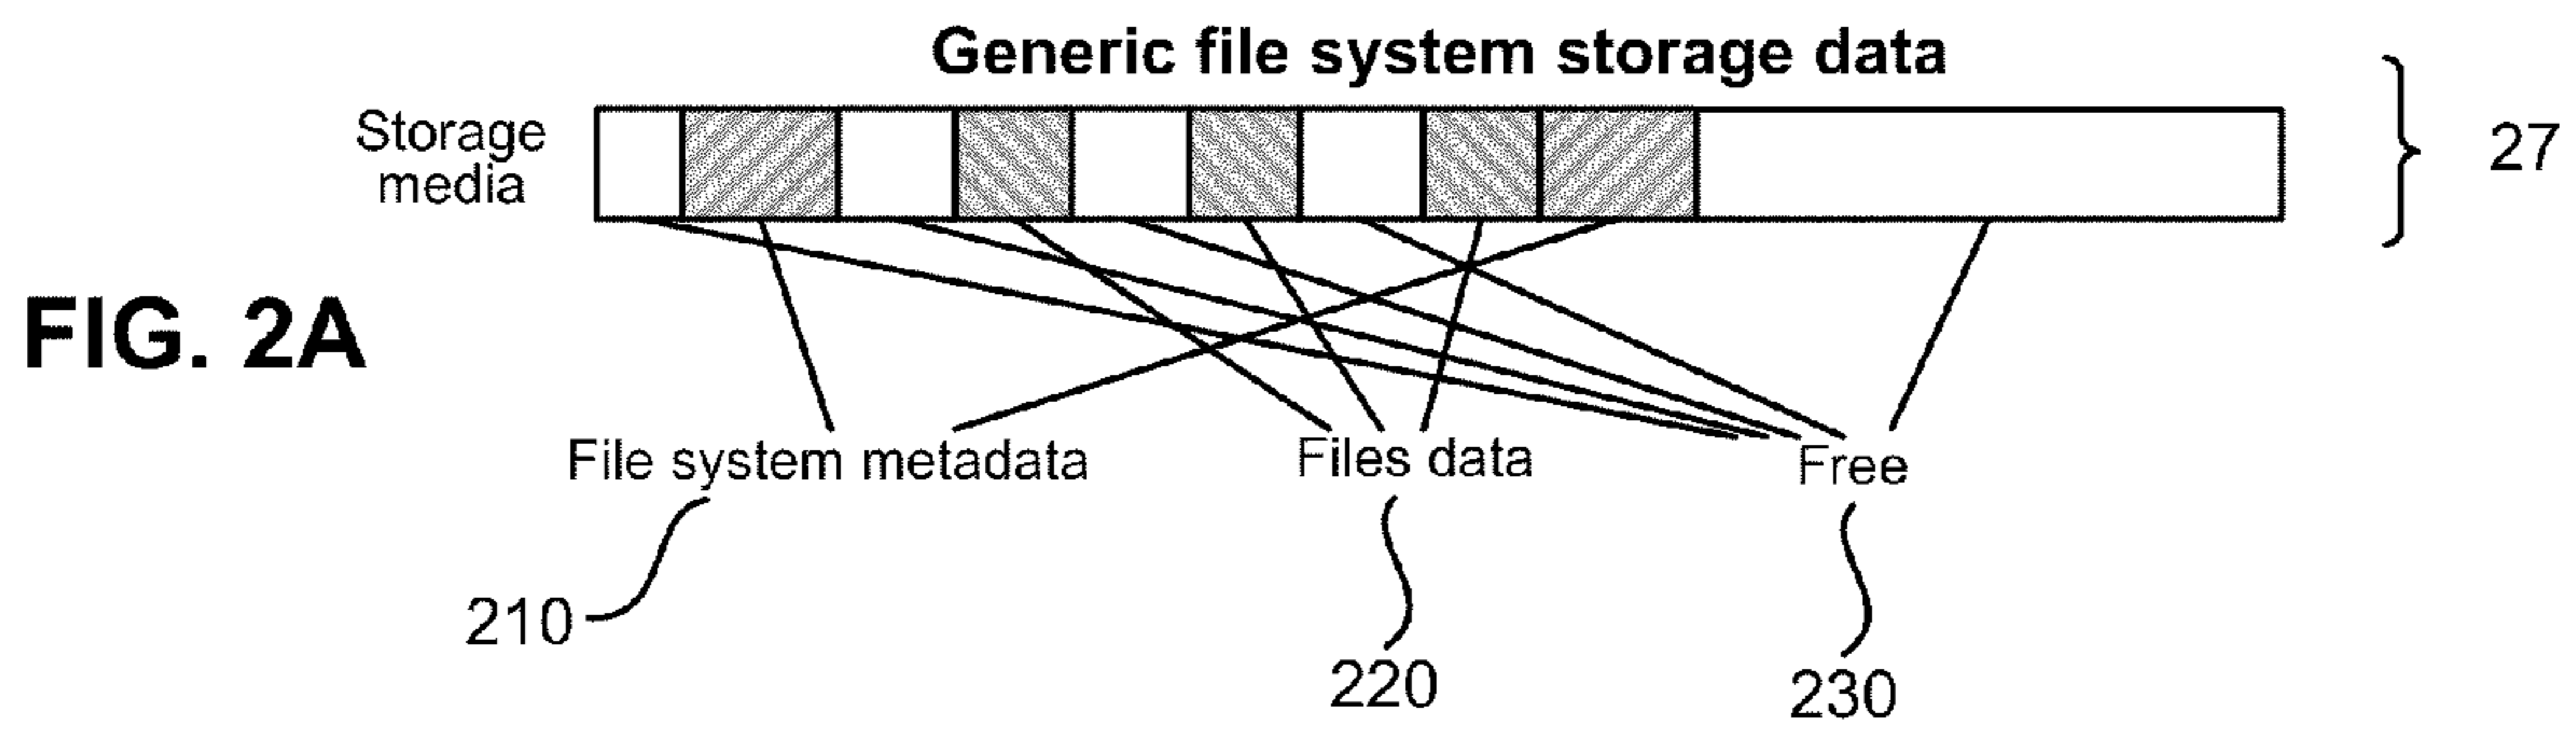 Generic file system storage data
Storage
media
27
FIG. 2A
File system metadata
Files data
Free
210
220
230